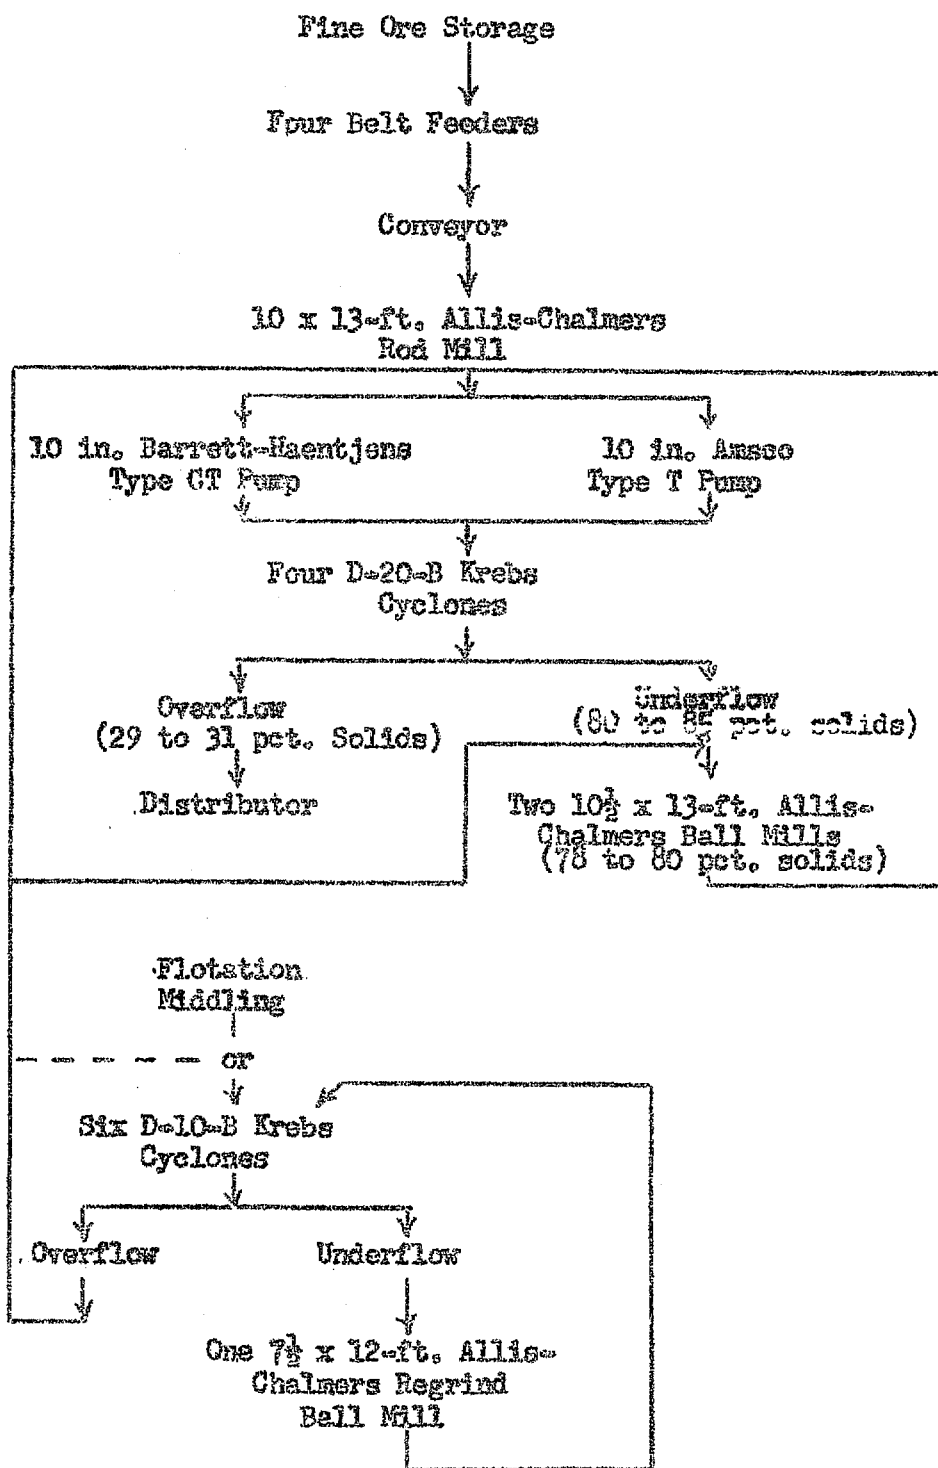 Fine Ore Storage
Four Belt Feeders
Conveyor
10 x 13-ft. Allis-Chalmers
Rod Mill
10 in. Barrett-Haentjens
Type CT Pump
10 in. Amsco
Type T Pump
Four D-20-B Krebs
Cyclones
Overflow
(29 to 31 pct. Solids)
Distributor
Underflow
(80 to 85 pct. solids)
Two 10½ x 13-ft. Allis-
Chalmers Ball Mills
(78 to 80 pct. solids)
Flotation
Middling
or
Six D-10-B Krebs
Cyclones
Overflow
Underflow
One 7½ x 12-ft. Allis-
Chalmers Regrind
Ball Mill